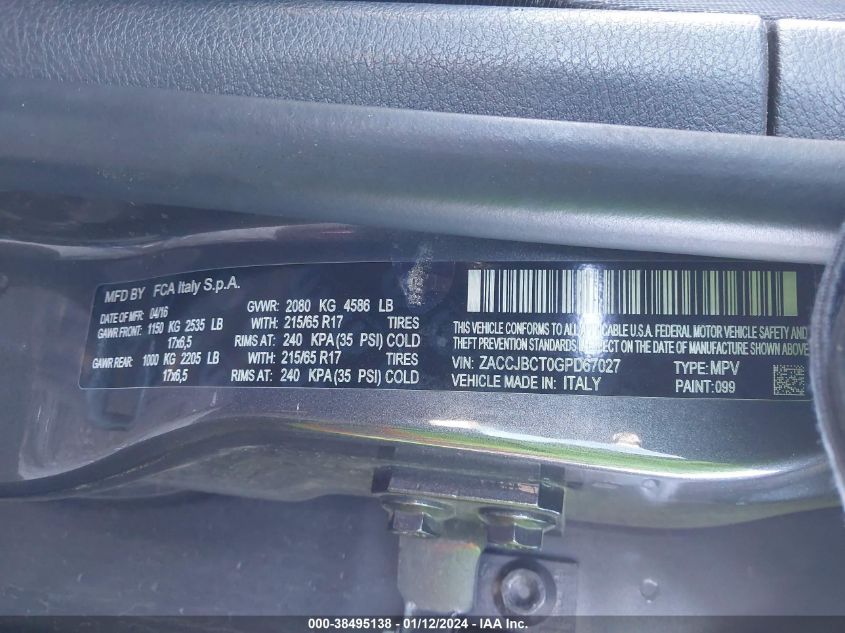 MFD BY FCA Italy S.p.A.
DATE OF MFR: 04/16 GVWR: 2080 KG 4586 LB
GAWR FRONT: 1150 KG 2535 LB WITH: 215/65 R17 TIRES
17x6,5 RIMS AT: 240 KPA (35 PSI) COLD
GAWR REAR: 1000 KG 2205 LB WITH: 215/65 R17 TIRES
17x6,5 RIMS AT: 240 KPA (35 PSI) COLD
THIS VEHICLE CONFORMS TO ALL APPLICABLE U.S.A. FEDERAL MOTOR VEHICLE SAFETY AND
THEFT PREVENTION STANDARDS IN EFFECT ON THE DATE OF MANUFACTURE SHOWN ABOVE
VIN: ZACCJBCT0GPD67027 TYPE: MPV
VEHICLE MADE IN: ITALY PAINT: 099
000-38495138 - 01/12/2024 - IAA Inc.